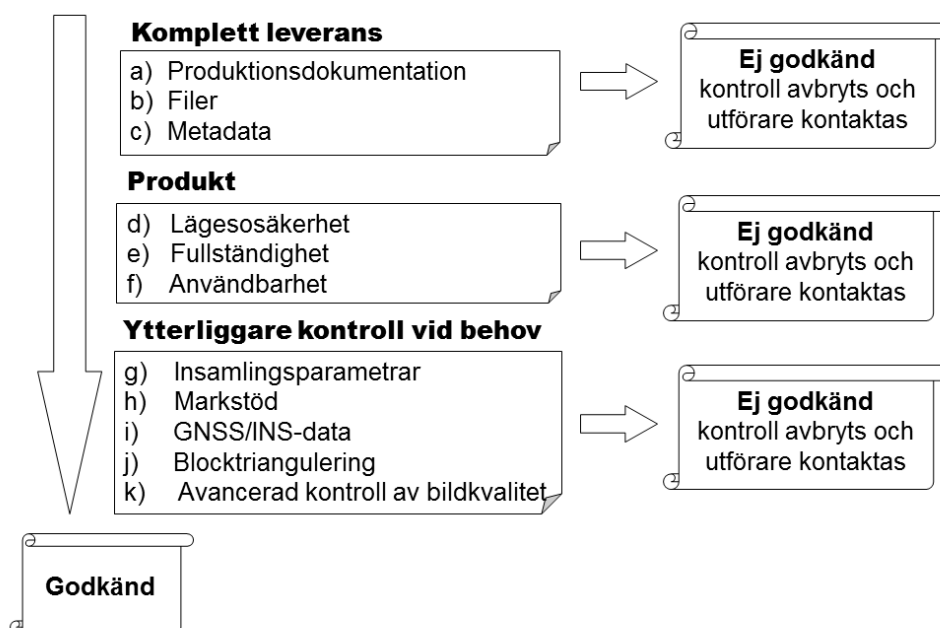 Komplett leverans
a) Produktionsdokumentation
b) Filer
c) Metadata
Ej godkänd
kontroll avbryts och
utförare kontaktas
Produkt
d) Lägesosäkerhet
e) Fullständighet
f) Användbarhet
Ej godkänd
kontroll avbryts och
utförare kontaktas
Ytterliggare kontroll vid behov
g) Insamlingsparametrar
h) Markstöd
i) GNSS/INS-data
j) Blocktriangulering
k) Avancerad kontroll av bildkvalitet
Ej godkänd
kontroll avbryts och
utförare kontaktas
Godkänd